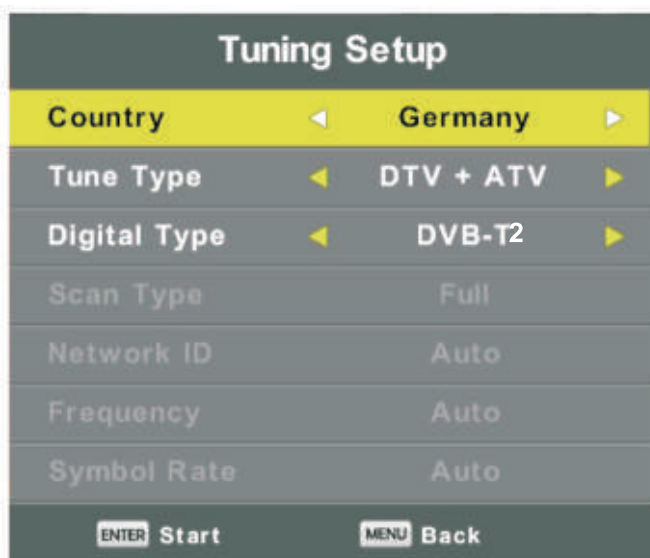 Tuning Setup
Country Germany
Tune Type DTV + ATV
Digital Type DVB-T2
Scan Type Full
Network ID Auto
Frequency Auto
Symbol Rate Auto
ENTER Start MENU Back